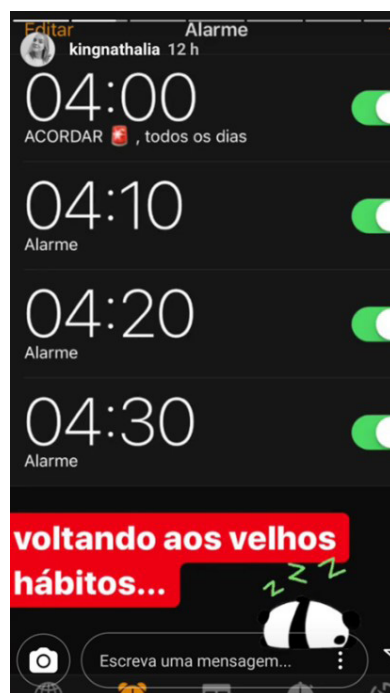 Editar Alarme
kingnathalia 12 h
04:00
ACORDAR 🚨 , todos os dias
04:10
Alarme
04:20
Alarme
04:30
Alarme
voltando aos velhos
hábitos...
z z z
Escreva uma mensagem...